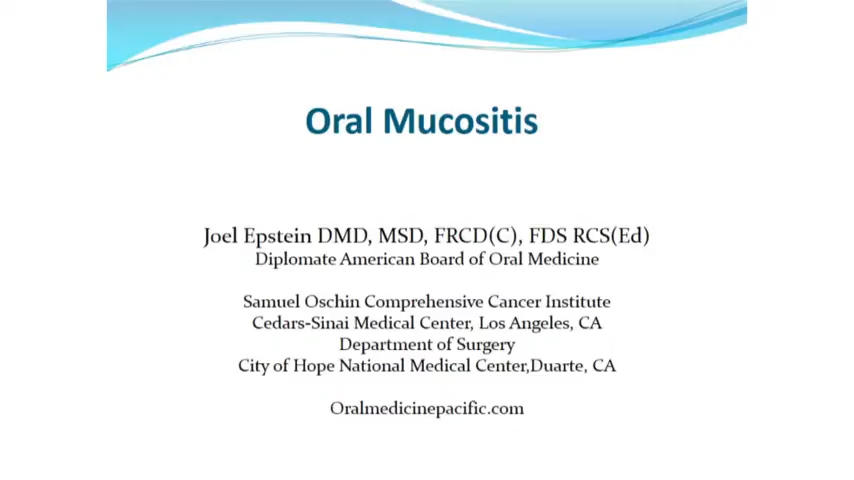 Oral Mucositis
Joel Epstein DMD, MSD, FRCD(C), FDS RCS(Ed)
Diplomate American Board of Oral Medicine
Samuel Oschin Comprehensive Cancer Institute
Cedars-Sinai Medical Center, Los Angeles, CA
Department of Surgery
City of Hope National Medical Center,Duarte, CA
Oralmedicinepacific.com